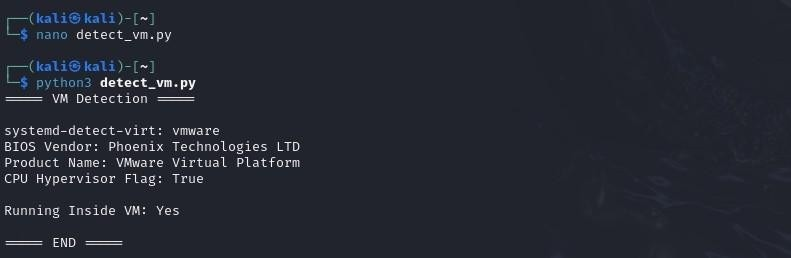 ┌──(kali㉿kali)-[~]
└─$ nano detect_vm.py
┌──(kali㉿kali)-[~]
└─$ python3 detect_vm.py
===== VM Detection =====
systemd-detect-virt: vmware
BIOS Vendor: Phoenix Technologies LTD
Product Name: VMware Virtual Platform
CPU Hypervisor Flag: True
Running Inside VM: Yes
===== END =====